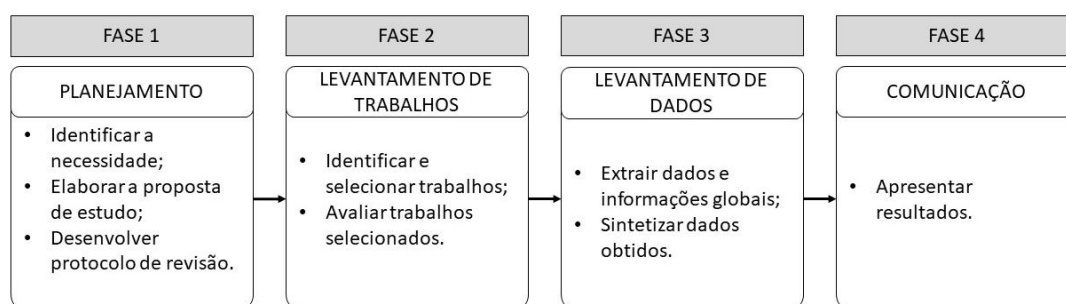 FASE 1
PLANEJAMENTO
• Identificar a
necessidade;
• Elaborar a proposta
de estudo;
• Desenvolver
protocolo de revisão.
FASE 2
LEVANTAMENTO DE
TRABALHOS
• Identificar e
selecionar trabalhos;
• Avaliar trabalhos
selecionados.
FASE 3
LEVANTAMENTO DE
DADOS
• Extrair dados e
informações globais;
• Sintetizar dados
obtidos.
FASE 4
COMUNICAÇÃO
• Apresentar
resultados.